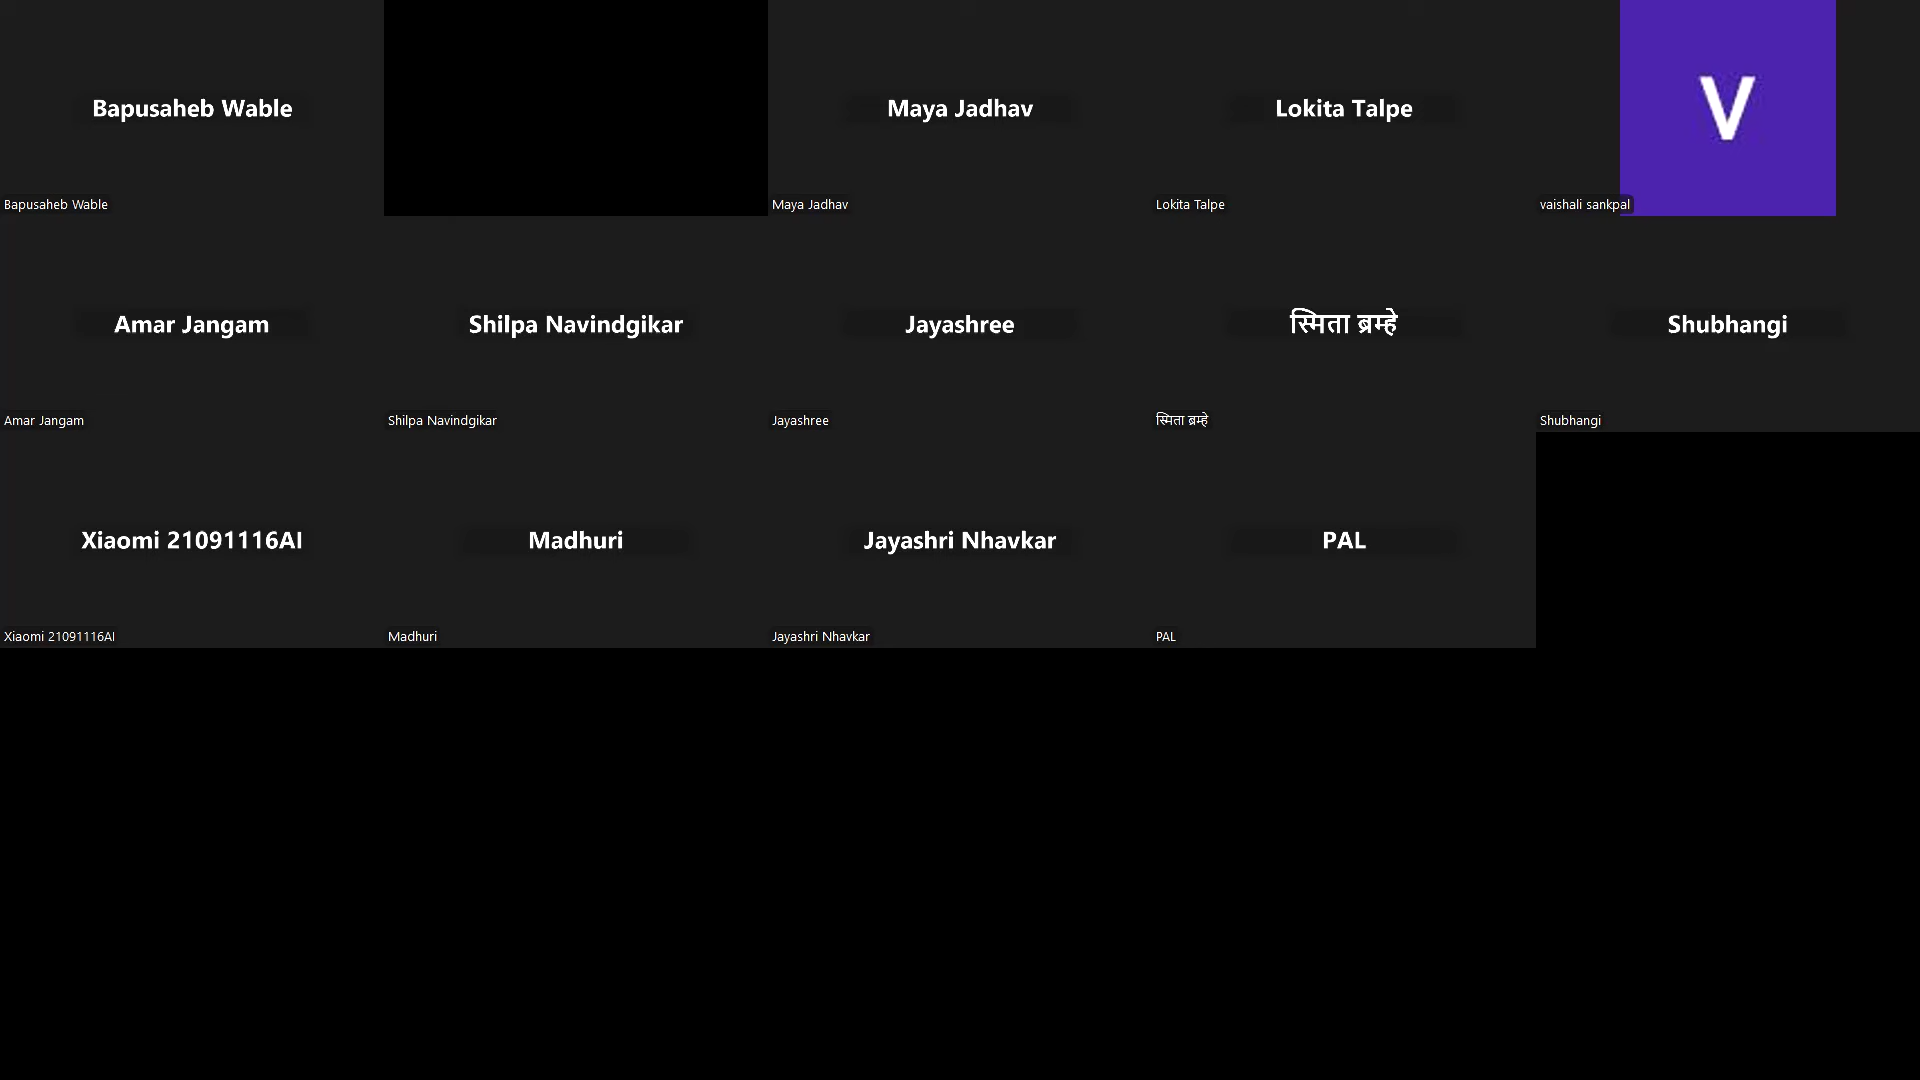 Bapusaheb Wable
Maya Jadhav
Lokita Talpe
V
Bapusaheb Wable
Maya Jadhav
Lokita Talpe
vaishali sankpal
Amar Jangam
Shilpa Navindgikar
Jayashree
स्मिता ब्रम्हे
Shubhangi
Amar Jangam
Shilpa Navindgikar
Jayashree
स्मिता ब्रम्हे
Shubhangi
Xiaomi 21091116AI
Madhuri
Jayashri Nhavkar
PAL
Xiaomi 21091116AI
Madhuri
Jayashri Nhavkar
PAL